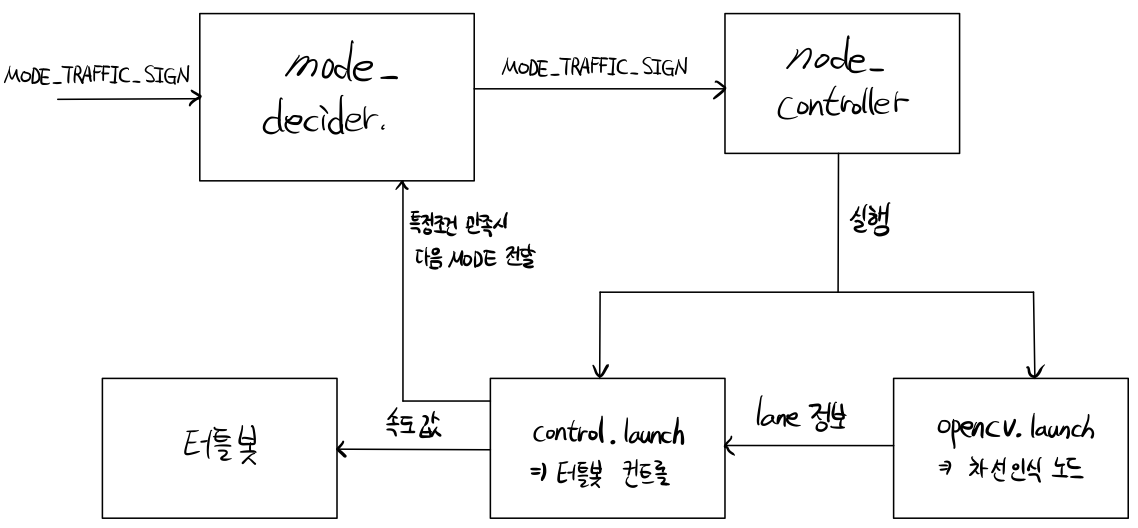 MODE_TRAFFIC_SIGN
mode_
decider.
MODE_TRAFFIC_SIGN
node_
controller
특정조건 만족시
다음 MODE 전달
실행
터틀봇
속도값
control.launch
⇒ 터틀봇 컨트롤
lane 정보
opencv.launch
⇒ 차선인식 노드